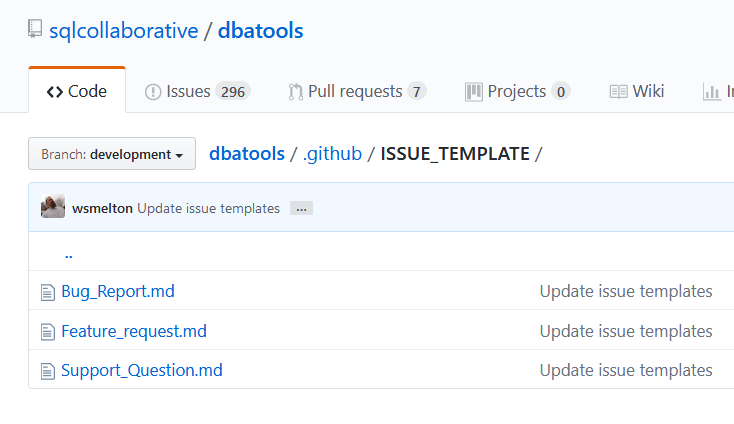 sqlcollaborative / dbatools
<> Code Issues 296 Pull requests 7 Projects 0 Wiki
Branch: development dbatools / .github / ISSUE_TEMPLATE /
wsmelton Update issue templates ...
..
Bug_Report.md Update issue templates
Feature_request.md Update issue templates
Support_Question.md Update issue templates